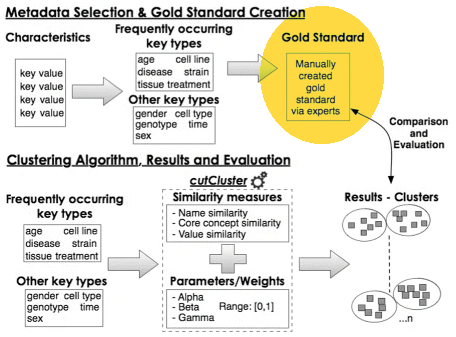 Metadata Selection & Gold Standard Creation
Characteristics
key value
key value
key value
key value
Frequently occurring
key types
age cell line
disease strain
tissue treatment
Other key types
gender cell type
genotype time
sex
Gold Standard
Manually
created
gold
standard
via experts
Comparison
and
Evaluation
Clustering Algorithm, Results and Evaluation
Frequently occurring
key types
age cell line
disease strain
tissue treatment
Other key types
gender cell type
genotype time
sex
cutCluster
Similarity measures
- Name similarity
- Core concept similarity
- Value similarity
Parameters/Weights
- Alpha
- Beta Range: [0,1]
- Gamma
Results - Clusters
...n